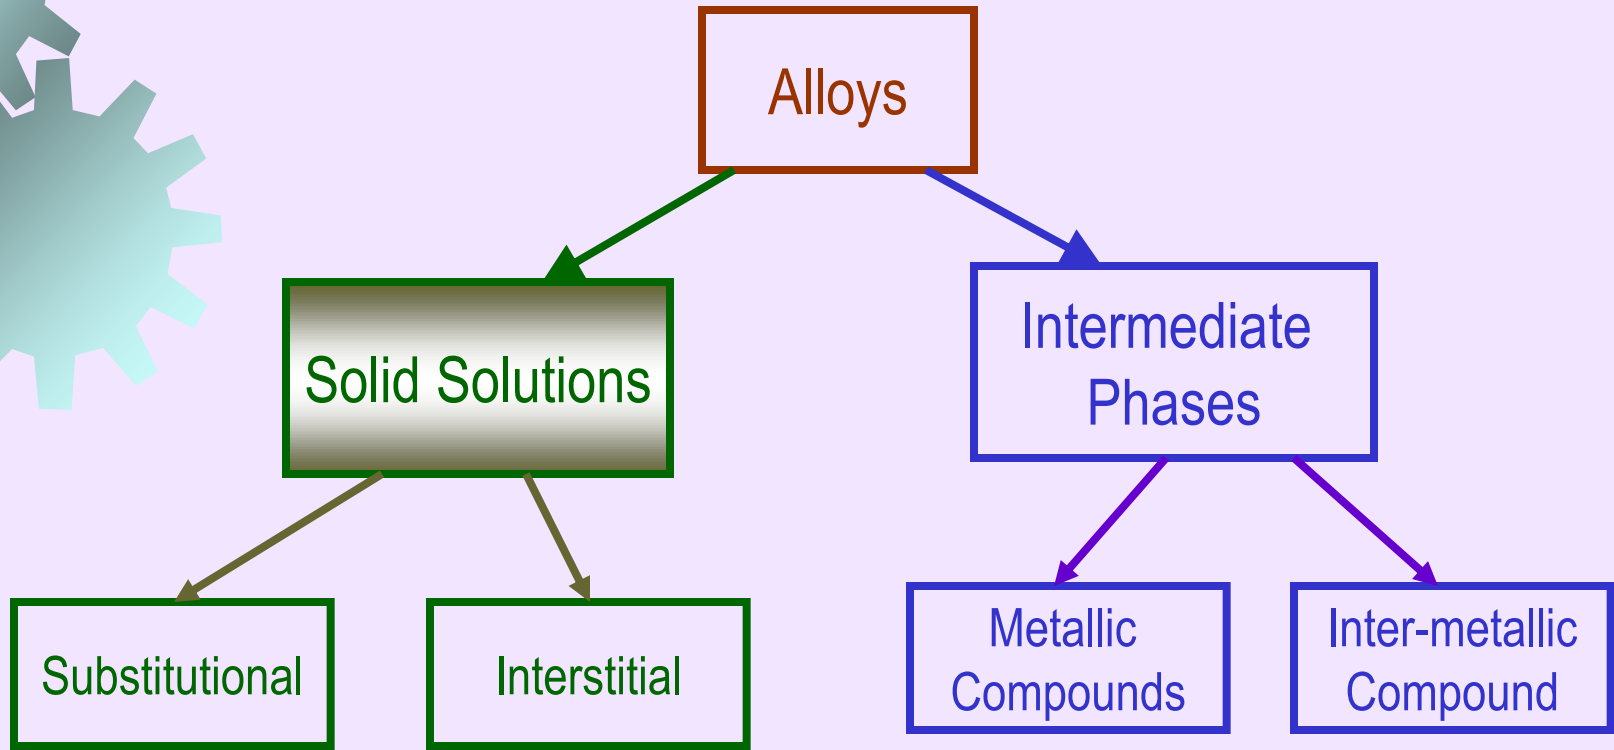 Alloys
Solid Solutions
Intermediate
Phases
Substitutional
Interstitial
Metallic
Compounds
Inter-metallic
Compound